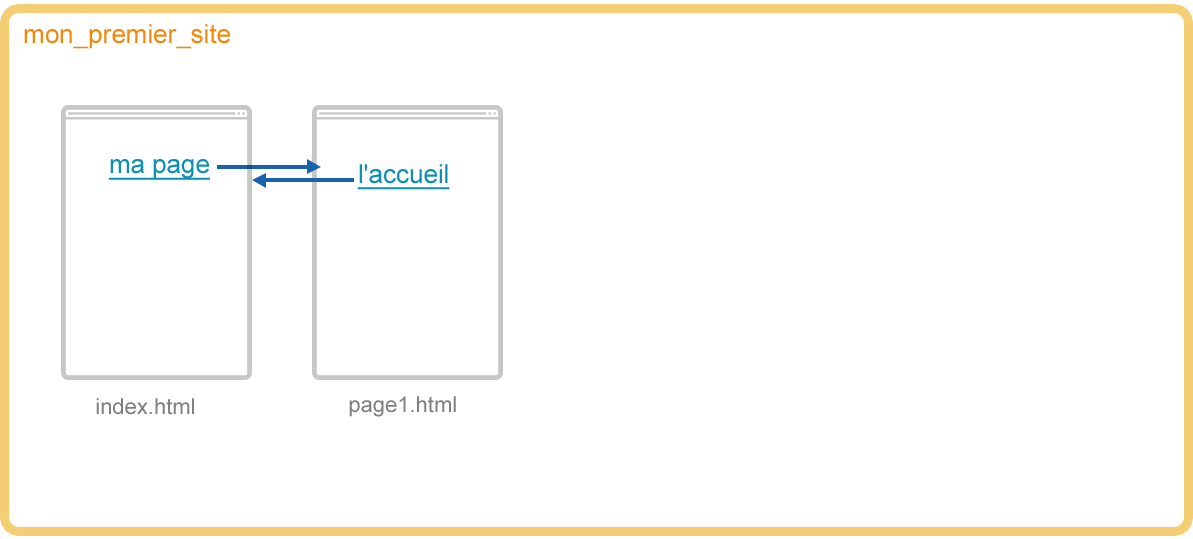 mon_premier_site
ma page
l'accueil
index.html
page1.html